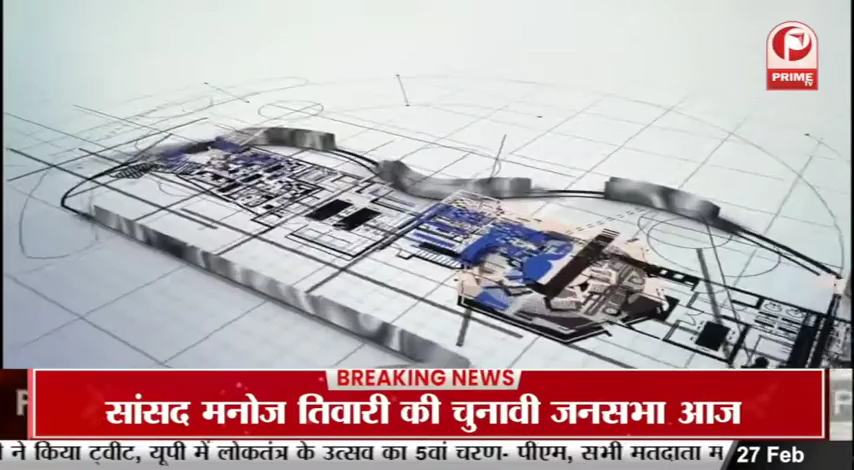 PRIME
TV
BREAKING NEWS
सांसद मनोज तिवारी की चुनावी जनसभा आज
ने किया ट्वीट, यूपी में लोकतंत्र के उत्सव का 5वां चरण- पीएम, सभी मतदाता म
27 Feb